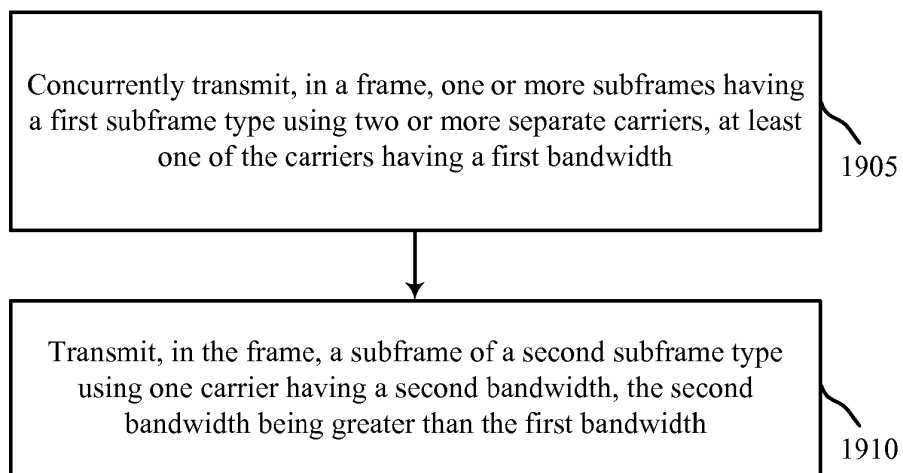 Concurrently transmit, in a frame, one or more subframes having
a first subframe type using two or more separate carriers, at least
one of the carriers having a first bandwidth
1905
Transmit, in the frame, a subframe of a second subframe type
using one carrier having a second bandwidth, the second
bandwidth being greater than the first bandwidth
1910